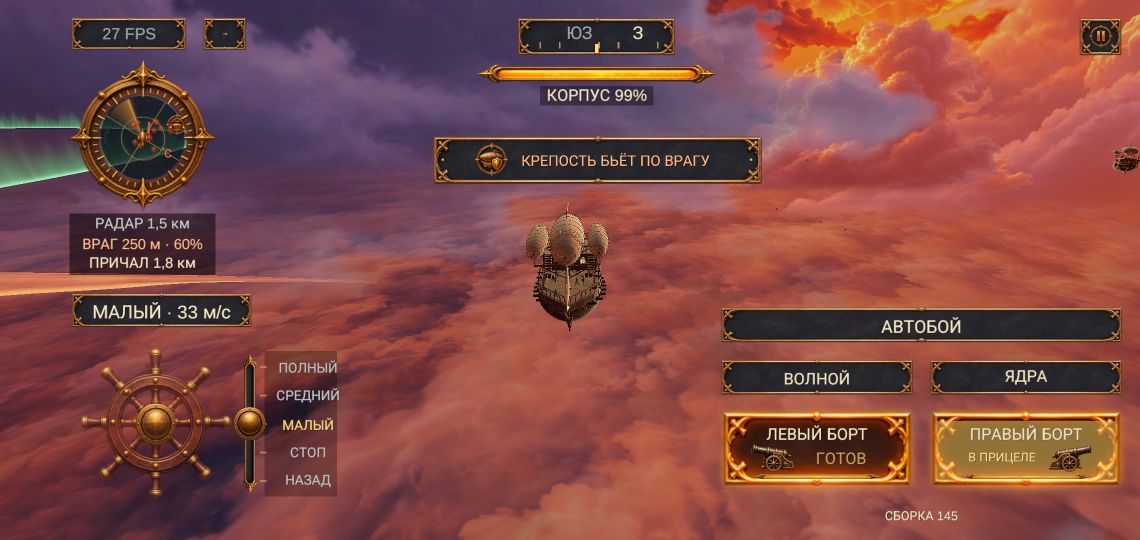 27 FPS
ЮЗ З
КОРПУС 99%
КРЕПОСТЬ БЬЁТ ПО ВРАГУ
РАДАР 1,5 км
ВРАГ 250 м · 60%
ПРИЧАЛ 1,8 км
МАЛЫЙ · 33 м/с
ПОЛНЫЙ
СРЕДНИЙ
МАЛЫЙ
СТОП
НАЗАД
АВТОБОЙ
ВОЛНОЙ
ЯДРА
ЛЕВЫЙ БОРТ
ГОТОВ
ПРАВЫЙ БОРТ
В ПРИЦЕЛЕ
СБОРКА 145